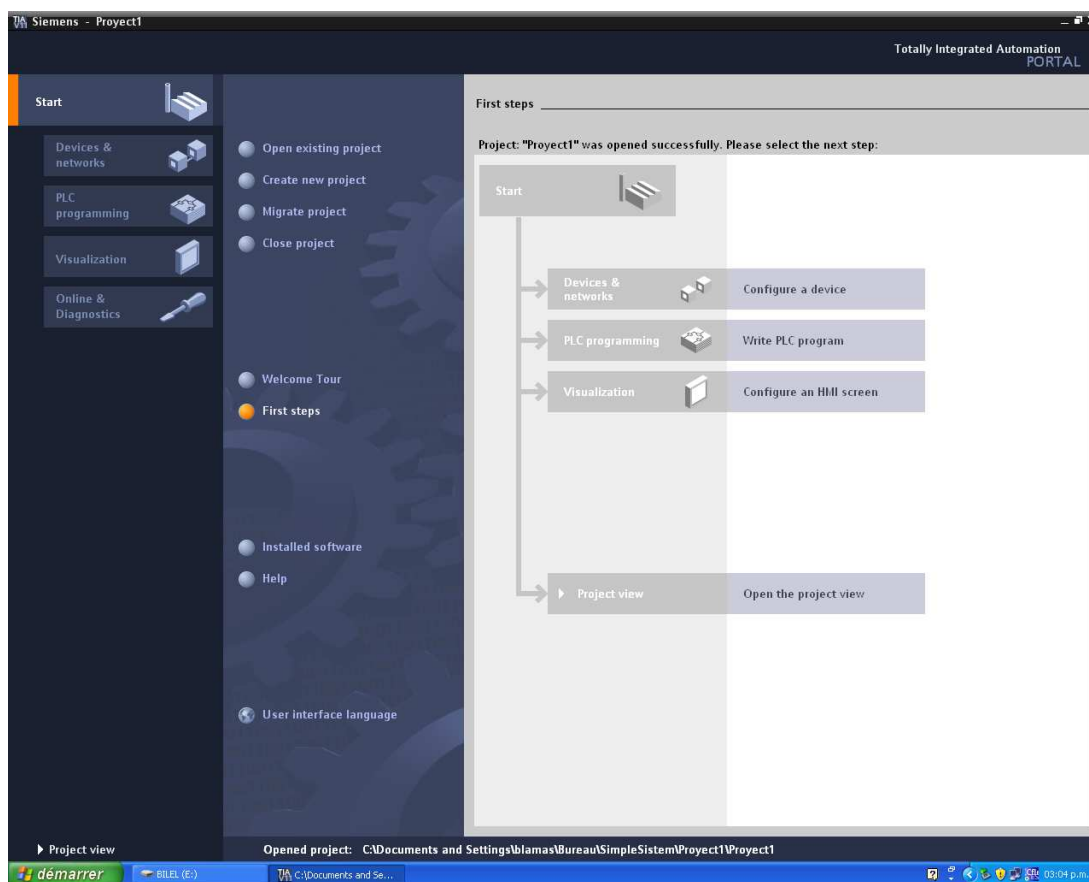 Siemens - Proyect1
Totally Integrated Automation
PORTAL
Start
Devices &
networks
PLC
programming
Visualization
Online &
Diagnostics
Open existing project
Create new project
Migrate project
Close project
Welcome Tour
First steps
Installed software
Help
User interface language
First steps
Project: "Proyect1" was opened successfully. Please select the next step:
Start
Devices &
networks
Configure a device
PLC programming
Write PLC program
Visualization
Configure an HMI screen
Project view
Open the project view
Project view
Opened project: C:\Documents and Settings\blamas\Bureau\SimpleSistem\Proyect1\Proyect1
démarrer
BILEL (E:)
C:\Documents and Se...
03:04 p.m.